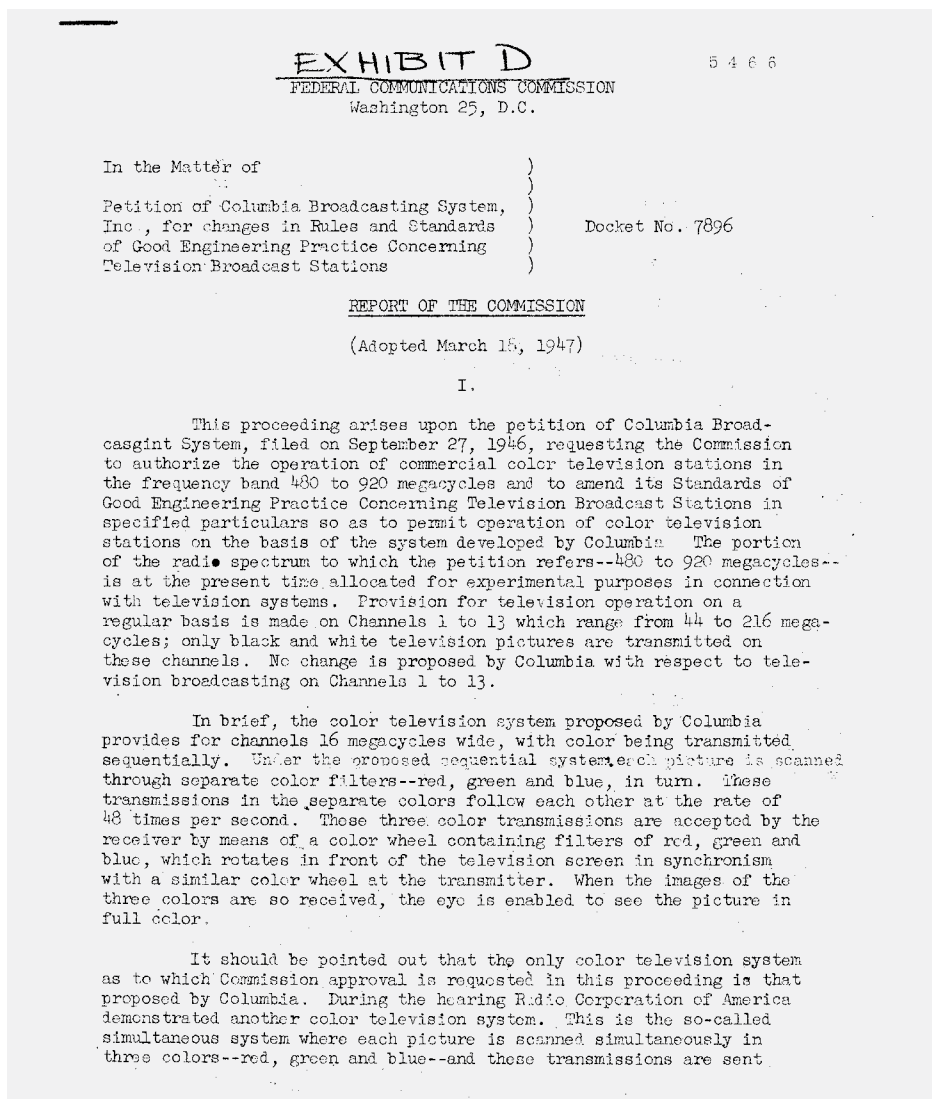 EXHIBIT D
5466
FEDERAL COMMUNICATIONS COMMISSION
Washington 25, D.C.
In the Matter of )
)
Petition of Columbia Broadcasting System, )
Inc., for changes in Rules and Standards ) Docket No. 7896
of Good Engineering Practice Concerning )
Television Broadcast Stations )
REPORT OF THE COMMISSION
(Adopted March 18, 1947)
I.
This proceeding arises upon the petition of Columbia Broad-
casgint System, filed on September 27, 1946, requesting the Commission
to authorize the operation of commercial color television stations in
the frequency band 480 to 920 megacycles and to amend its Standards of
Good Engineering Practice Concerning Television Broadcast Stations in
specified particulars so as to permit operation of color television
stations on the basis of the system developed by Columbia The portion
of the radio spectrum to which the petition refers--480 to 920 megacycles--
is at the present time allocated for experimental purposes in connection
with television systems. Provision for television operation on a
regular basis is made on Channels 1 to 13 which range from 44 to 216 mega-
cycles; only black and white television pictures are transmitted on
these channels. No change is proposed by Columbia with respect to tele-
vision broadcasting on Channels 1 to 13.
In brief, the color television system proposed by Columbia
provides for channels 16 megacycles wide, with color being transmitted
sequentially. Under the proposed sequential system, each picture is scanned
through separate color filters--red, green and blue, in turn. These
transmissions in the separate colors follow each other at the rate of
48 times per second. These three color transmissions are accepted by the
receiver by means of a color wheel containing filters of red, green and
blue, which rotates in front of the television screen in synchronism
with a similar color wheel at the transmitter. When the images of the
three colors are so received, the eye is enabled to see the picture in
full color.
It should be pointed out that the only color television system
as to which Commission approval is requested in this proceeding is that
proposed by Columbia. During the hearing Radio Corporation of America
demonstrated another color television system. This is the so-called
simultaneous system where each picture is scanned simultaneously in
three colors--red, green and blue--and these transmissions are sent